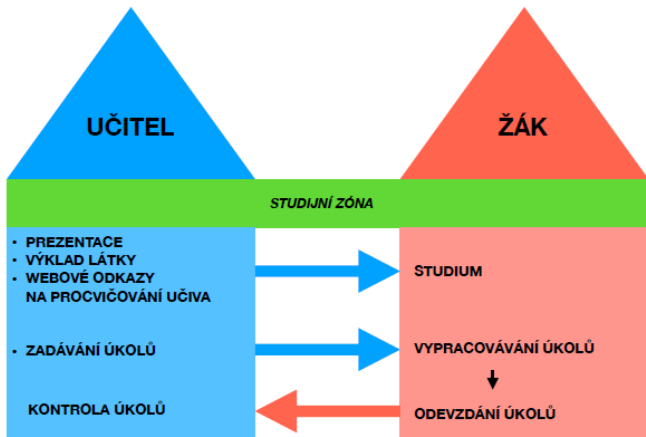 UČITEL
ŽÁK
STUDIJNÍ ZÓNA
• PREZENTACE
• VÝKLAD LÁTKY
• WEBOVÉ ODKAZY
NA PROCVIČOVÁNÍ UČIVA
STUDIUM
• ZADÁVÁNÍ ÚKOLŮ
VYPRACOVÁVÁNÍ ÚKOLŮ
KONTROLA ÚKOLŮ
ODEVZDÁNÍ ÚKOLŮ